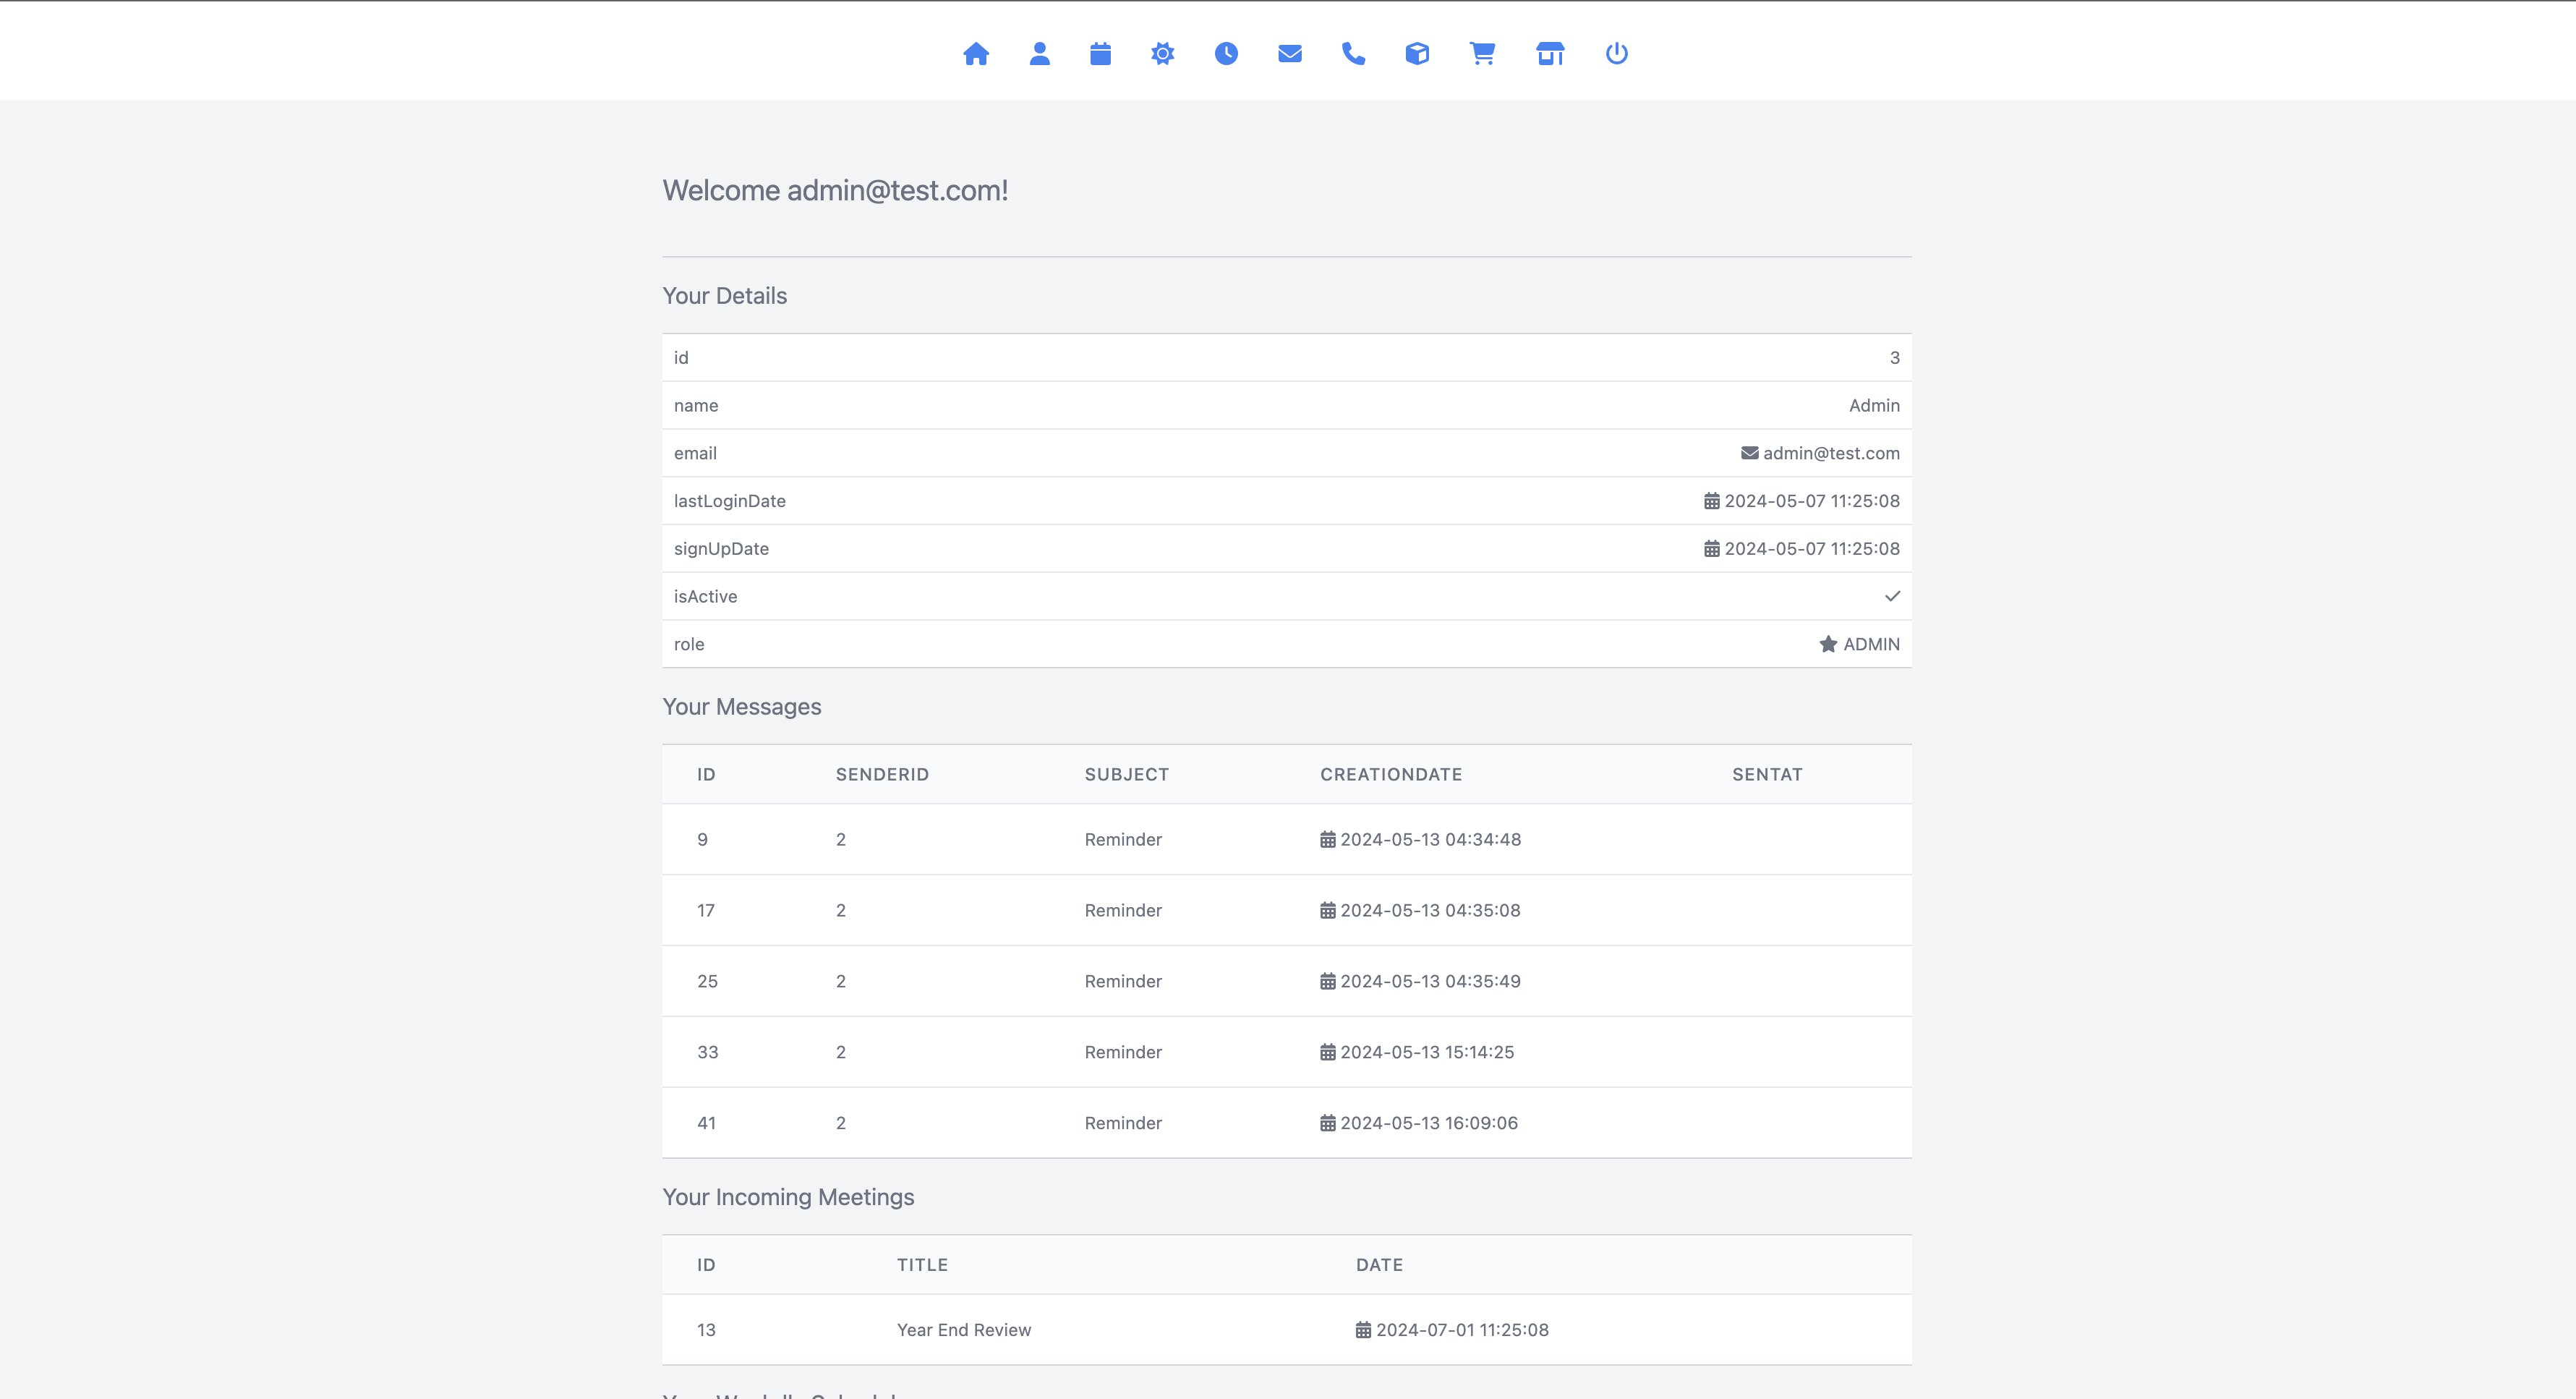 Welcome admin@test.com!
Your Details
id 3
name Admin
email admin@test.com
lastLoginDate 2024-05-07 11:25:08
signUpDate 2024-05-07 11:25:08
isActive
role ADMIN
Your Messages
ID SENDERID SUBJECT CREATIONDATE SENTAT
9 2 Reminder 2024-05-13 04:34:48
17 2 Reminder 2024-05-13 04:35:08
25 2 Reminder 2024-05-13 04:35:49
33 2 Reminder 2024-05-13 15:14:25
41 2 Reminder 2024-05-13 16:09:06
Your Incoming Meetings
ID TITLE DATE
13 Year End Review 2024-07-01 11:25:08